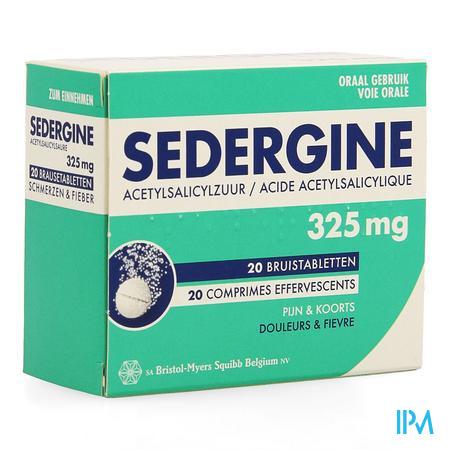 ZUM EINNEHMEN
SEDERGINE
ACETYLSALICYLSÄURE
325 mg
20 BRAUSETABLETTEN
SCHMERZEN & FIEBER
ORAAL GEBRUIK
VOIE ORALE
SEDERGINE
ACETYLSALICYLZUUR / ACIDE ACETYLSALICYLIQUE
325 mg
20 BRUISTABLETTEN
20 COMPRIMES EFFERVESCENTS
PIJN & KOORTS
DOULEURS & FIEVRE
SA Bristol-Myers Squibb Belgium NV
IPM